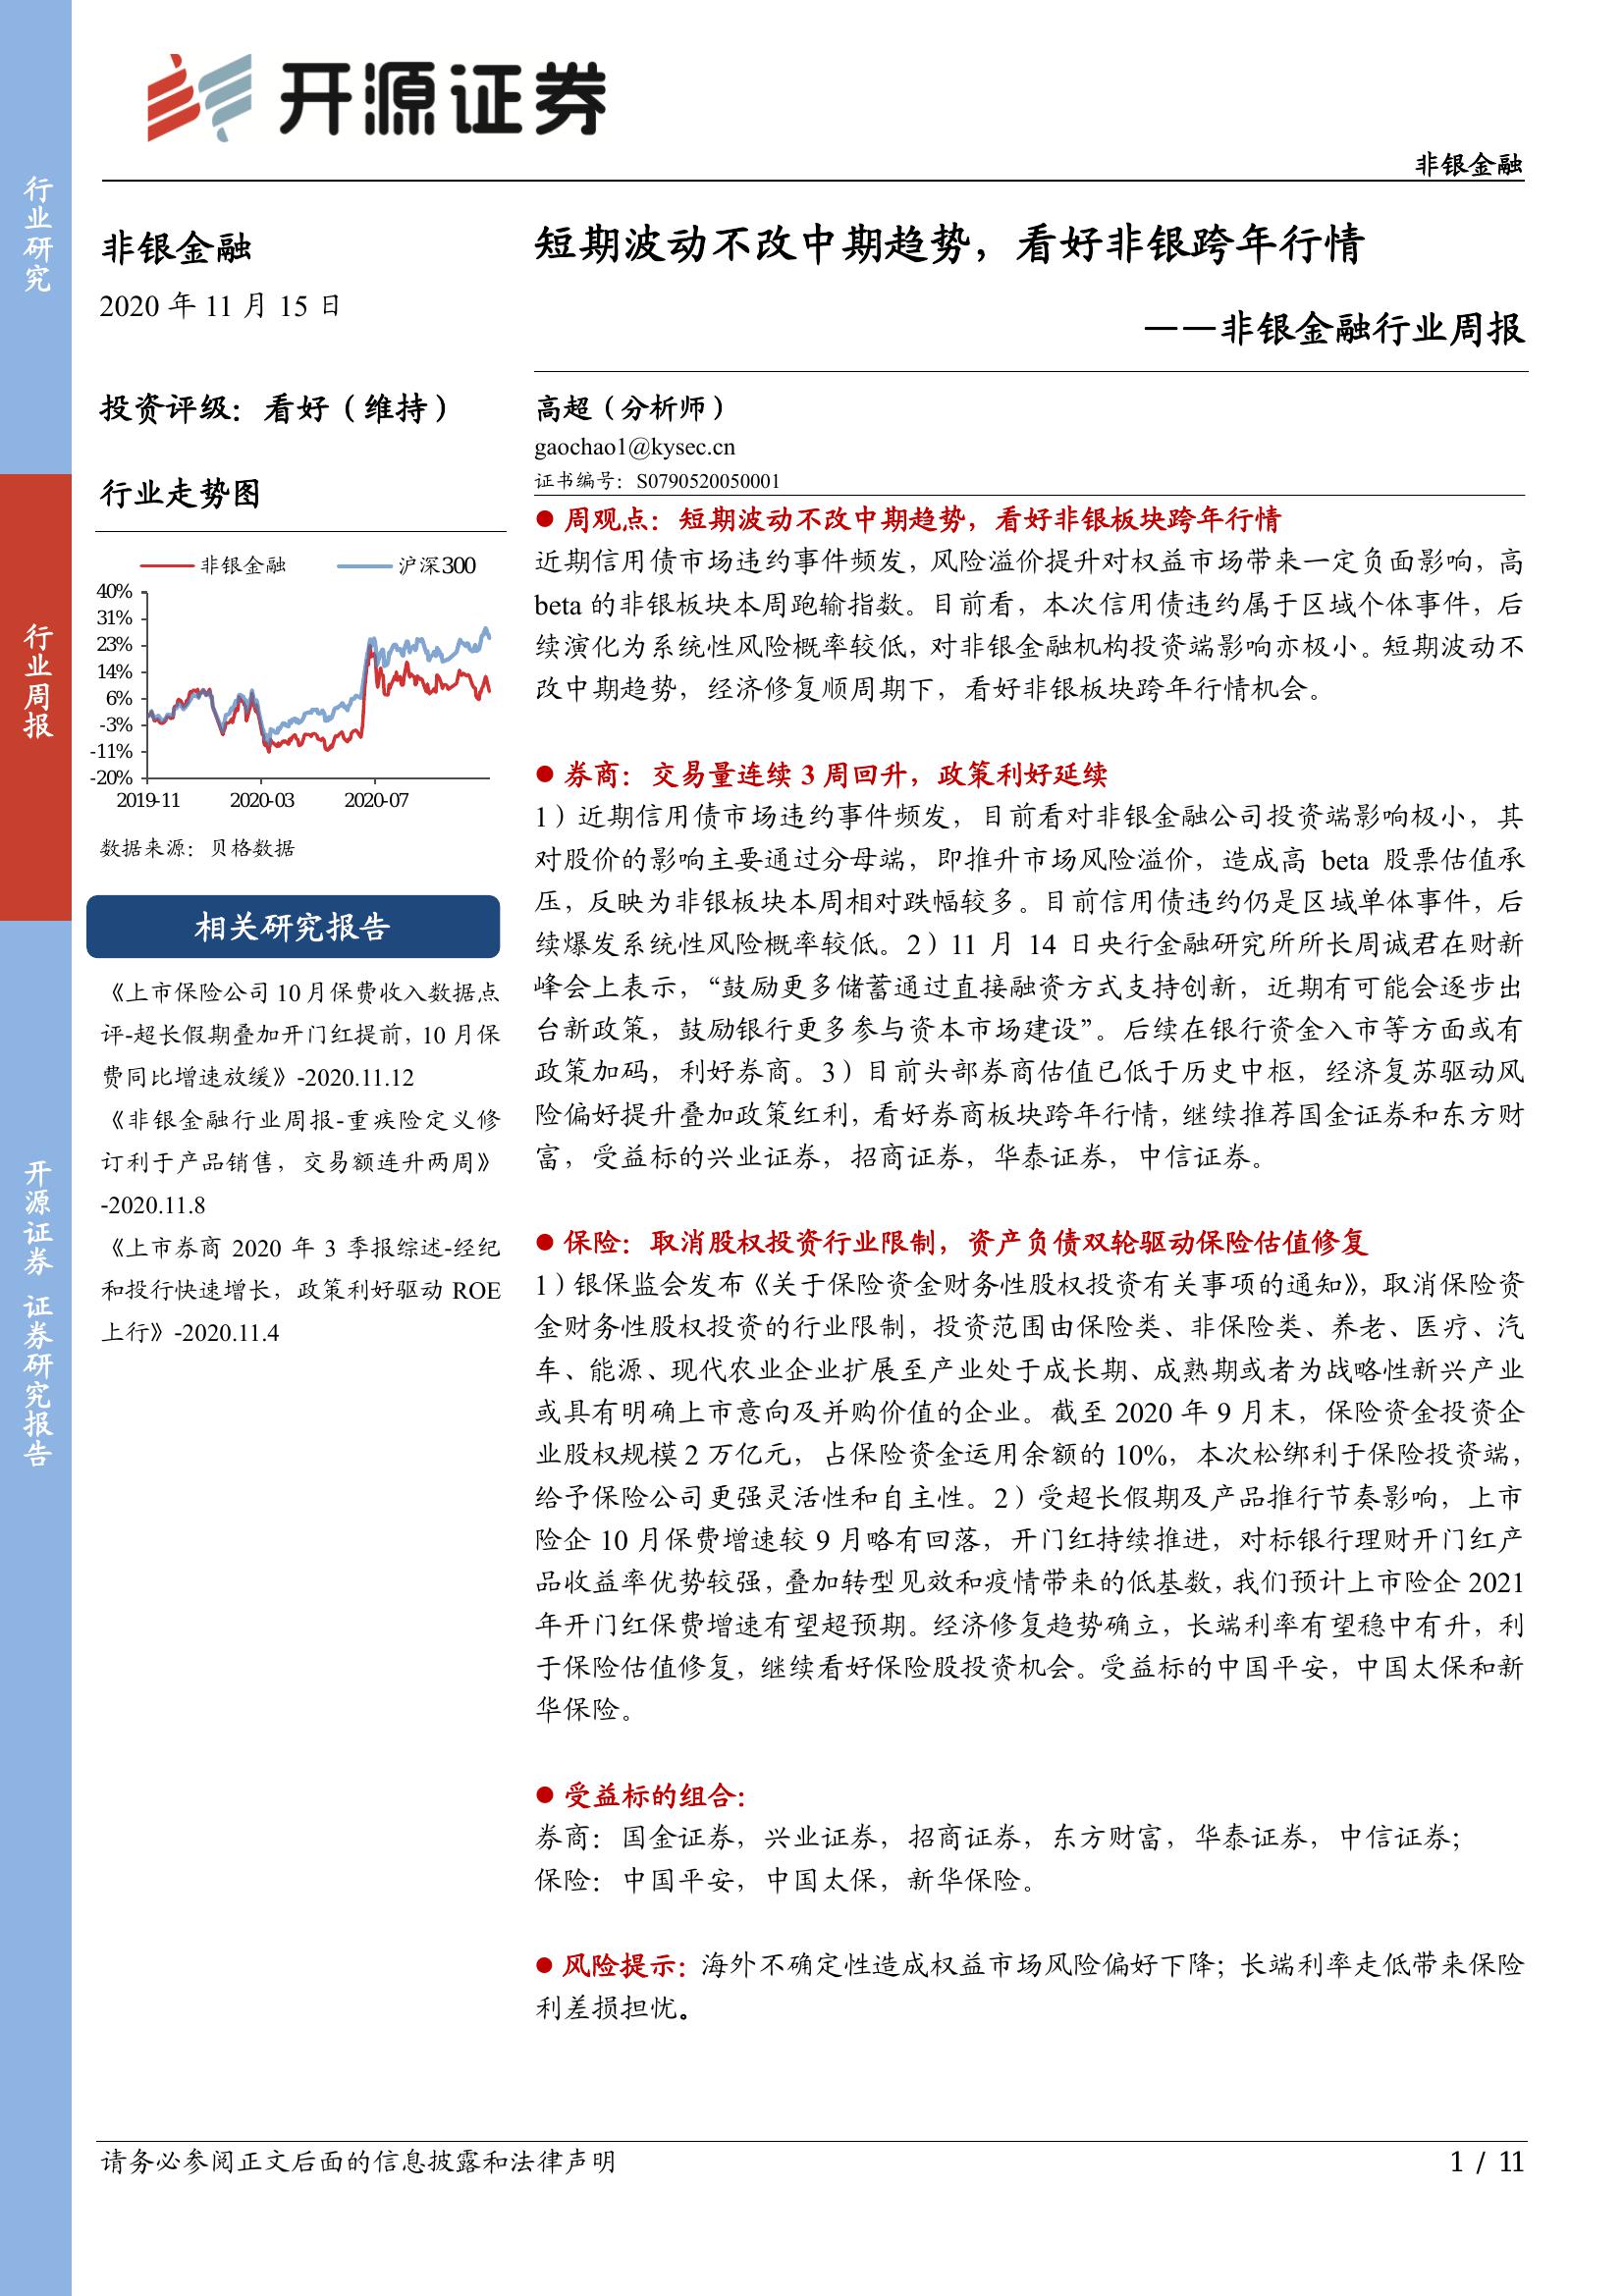 开源证券
非银金融
行业研究
行业周报
开源证券 证券研究报告
非银金融
2020 年 11 月 15 日
投资评级：看好（维持）
行业走势图
非银金融 沪深300
40%
31%
23%
14%
6%
-3%
-11%
-20%
2019-11 2020-03 2020-07
数据来源：贝格数据
相关研究报告
《上市保险公司 10 月保费收入数据点
评-超长假期叠加开门红提前，10 月保
费同比增速放缓》-2020.11.12
《非银金融行业周报-重疾险定义修
订利于产品销售，交易额连升两周》
-2020.11.8
《上市券商 2020 年 3 季报综述-经纪
和投行快速增长，政策利好驱动 ROE
上行》-2020.11.4
短期波动不改中期趋势，看好非银跨年行情
——非银金融行业周报
高超（分析师）
gaochao1@kysec.cn
证书编号：S0790520050001
● 周观点：短期波动不改中期趋势，看好非银板块跨年行情
近期信用债市场违约事件频发，风险溢价提升对权益市场带来一定负面影响，高
beta 的非银板块本周跑输指数。目前看，本次信用债违约属于区域个体事件，后
续演化为系统性风险概率较低，对非银金融机构投资端影响亦极小。短期波动不
改中期趋势，经济修复顺周期下，看好非银板块跨年行情机会。
● 券商：交易量连续 3 周回升，政策利好延续
1）近期信用债市场违约事件频发，目前看对非银金融公司投资端影响极小，其
对股价的影响主要通过分母端，即推升市场风险溢价，造成高 beta 股票估值承
压，反映为非银板块本周相对跌幅较多。目前信用债违约仍是区域单体事件，后
续爆发系统性风险概率较低。2）11 月 14 日央行金融研究所所长周诚君在财新
峰会上表示，“鼓励更多储蓄通过直接融资方式支持创新，近期有可能会逐步出
台新政策，鼓励银行更多参与资本市场建设”。后续在银行资金入市等方面或有
政策加码，利好券商。3）目前头部券商估值已低于历史中枢，经济复苏驱动风
险偏好提升叠加政策红利，看好券商板块跨年行情，继续推荐国金证券和东方财
富，受益标的兴业证券，招商证券，华泰证券，中信证券。
● 保险：取消股权投资行业限制，资产负债双轮驱动保险估值修复
1）银保监会发布《关于保险资金财务性股权投资有关事项的通知》，取消保险资
金财务性股权投资的行业限制，投资范围由保险类、非保险类、养老、医疗、汽
车、能源、现代农业企业扩展至产业处于成长期、成熟期或者为战略性新兴产业
或具有明确上市意向及并购价值的企业。截至 2020 年 9 月末，保险资金投资企
业股权规模 2 万亿元，占保险资金运用余额的 10%，本次松绑利于保险投资端，
给予保险公司更强灵活性和自主性。2）受超长假期及产品推行节奏影响，上市
险企 10 月保费增速较 9 月略有回落，开门红持续推进，对标银行理财开门红产
品收益率优势较强，叠加转型见效和疫情带来的低基数，我们预计上市险企 2021
年开门红保费增速有望超预期。经济修复趋势确立，长端利率有望稳中有升，利
于保险估值修复，继续看好保险股投资机会。受益标的中国平安，中国太保和新
华保险。
● 受益标的组合：
券商：国金证券，兴业证券，招商证券，东方财富，华泰证券，中信证券；
保险：中国平安，中国太保，新华保险。
● 风险提示：海外不确定性造成权益市场风险偏好下降；长端利率走低带来保险
利差损担忧。
请务必参阅正文后面的信息披露和法律声明
1 / 11